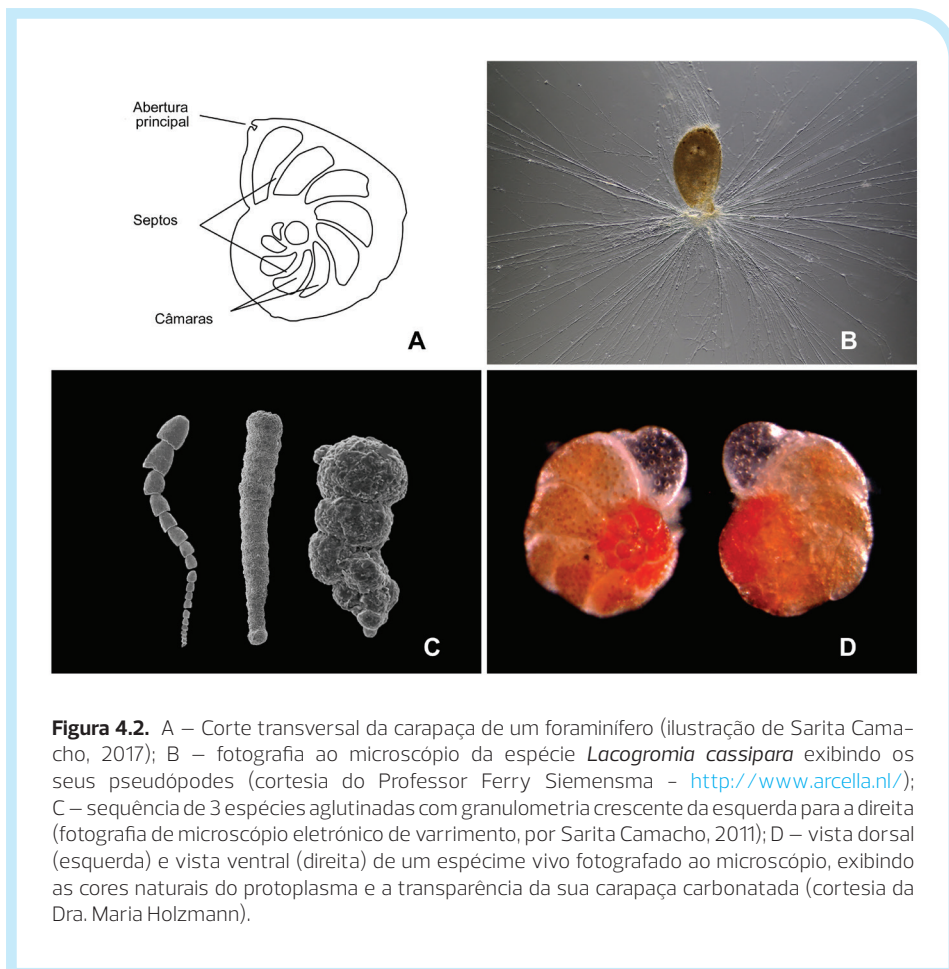 Abertura
principal
Septos
Câmaras
A
B
C
D
Figura 4.2. A – Corte transversal da carapaça de um foraminífero (ilustração de Sarita Cama-
cho, 2017); B – fotografia ao microscópio da espécie Lacogromia cassipara exibindo os
seus pseudópodes (cortesia do Professor Ferry Siemensma - http://www.arcella.nl/);
C – sequência de 3 espécies aglutinadas com granulometria crescente da esquerda para a direita
(fotografia de microscópio eletrónico de varrimento, por Sarita Camacho, 2011); D – vista dorsal
(esquerda) e vista ventral (direita) de um espécime vivo fotografado ao microscópio, exibindo
as cores naturais do protoplasma e a transparência da sua carapaça carbonatada (cortesia da
Dra. Maria Holzmann).